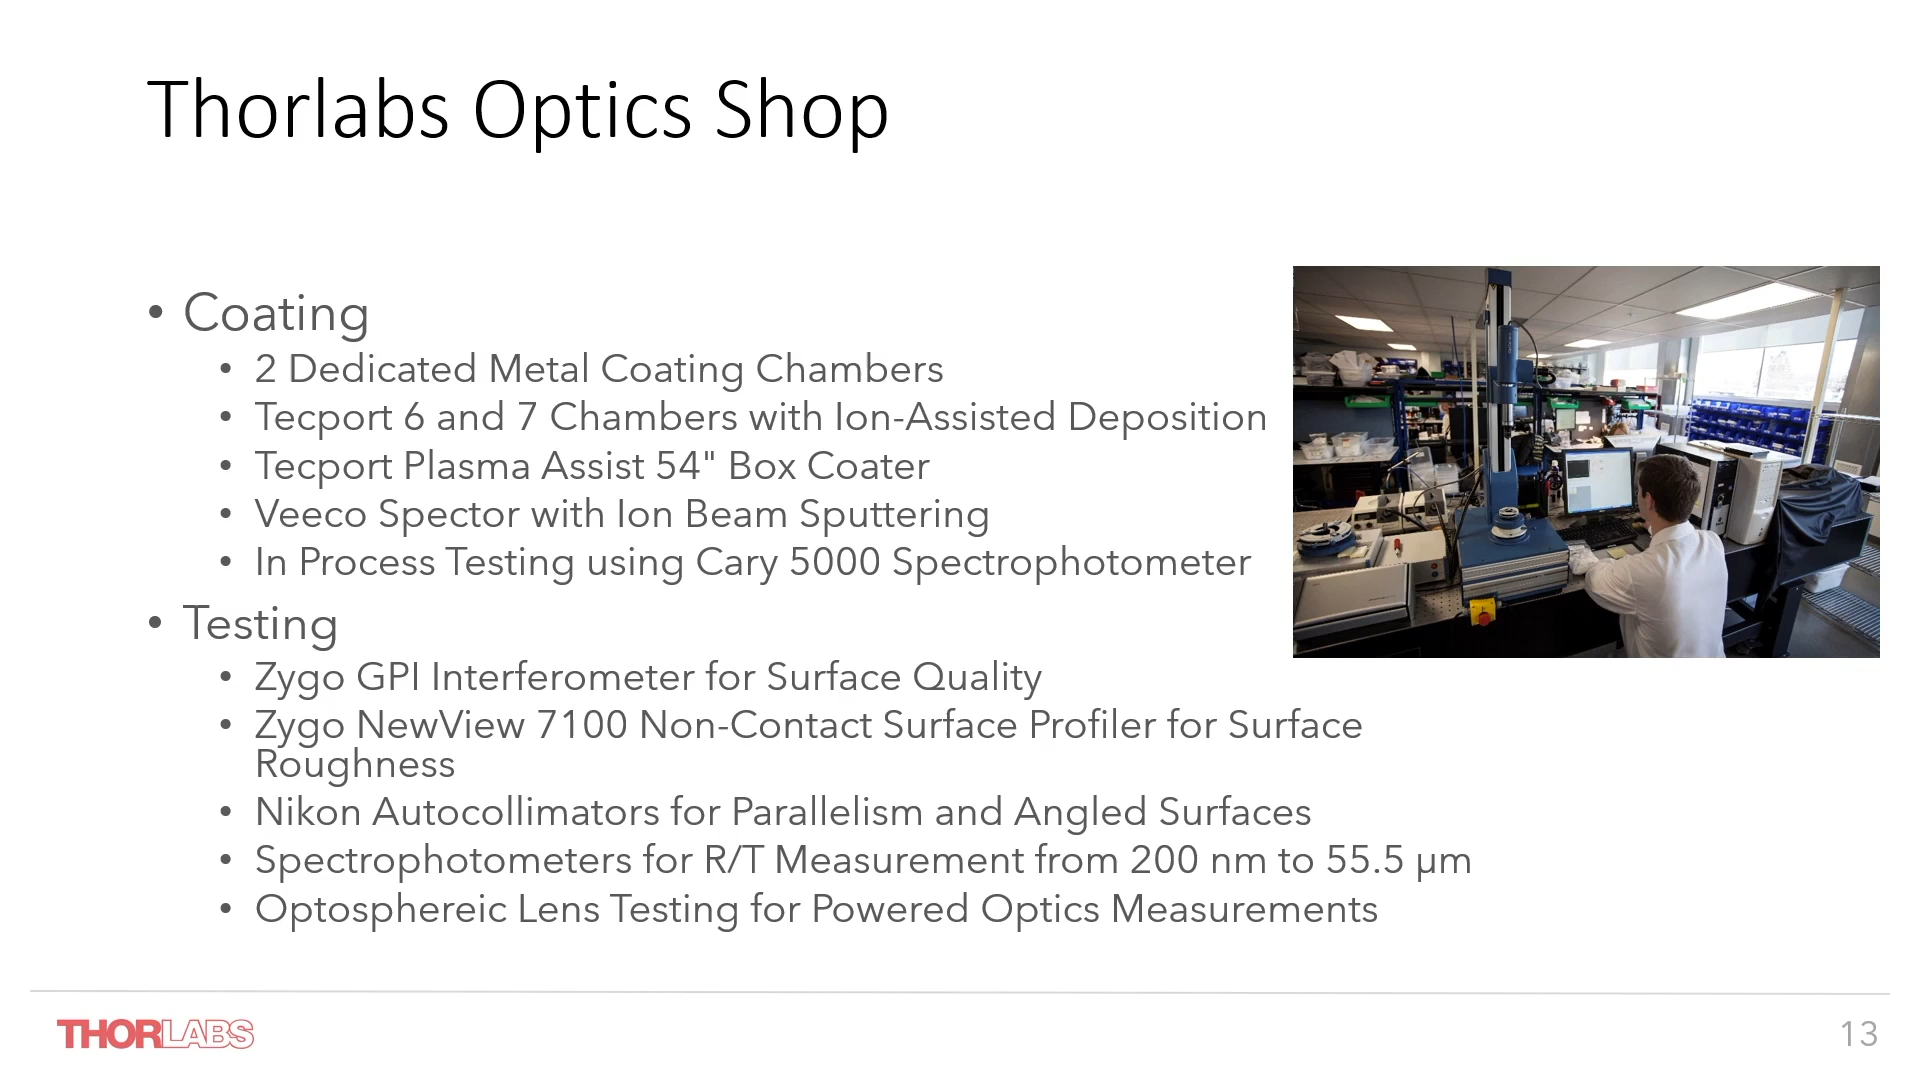 Thorlabs Optics Shop
• Coating
• 2 Dedicated Metal Coating Chambers
• Tecport 6 and 7 Chambers with Ion-Assisted Deposition
• Tecport Plasma Assist 54" Box Coater
• Veeco Spector with Ion Beam Sputtering
• In Process Testing using Cary 5000 Spectrophotometer
• Testing
• Zygo GPI Interferometer for Surface Quality
• Zygo NewView 7100 Non-Contact Surface Profiler for Surface
Roughness
• Nikon Autocollimators for Parallelism and Angled Surfaces
• Spectrophotometers for R/T Measurement from 200 nm to 55.5 µm
• Optosphereic Lens Testing for Powered Optics Measurements
THORLABS
13